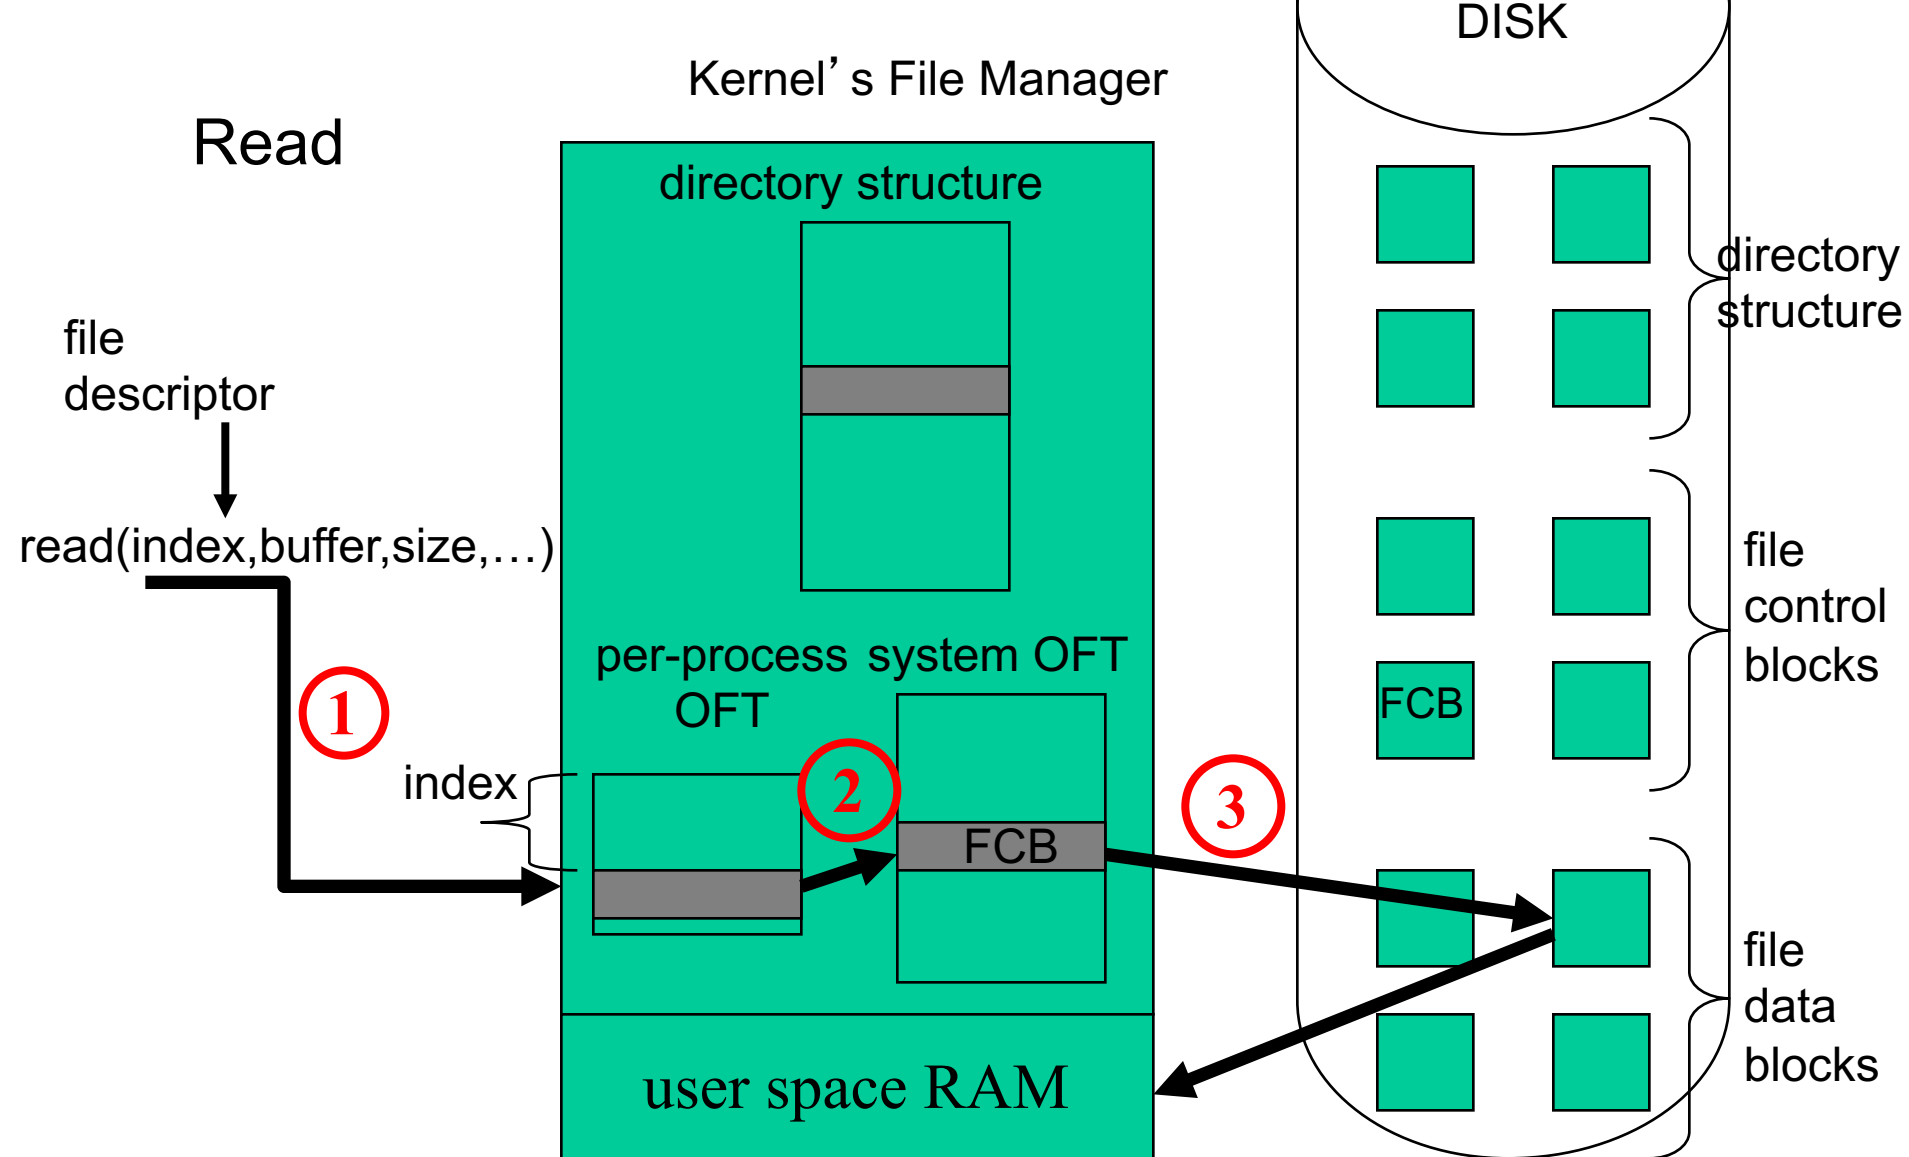 DISK
Kernel’s File Manager
Read
directory structure
directory
structure
file
descriptor
read(index,buffer,size,…)
file
control
blocks
per-process
OFT
system OFT
FCB
1
index
2
3
FCB
file
data
blocks
user space RAM